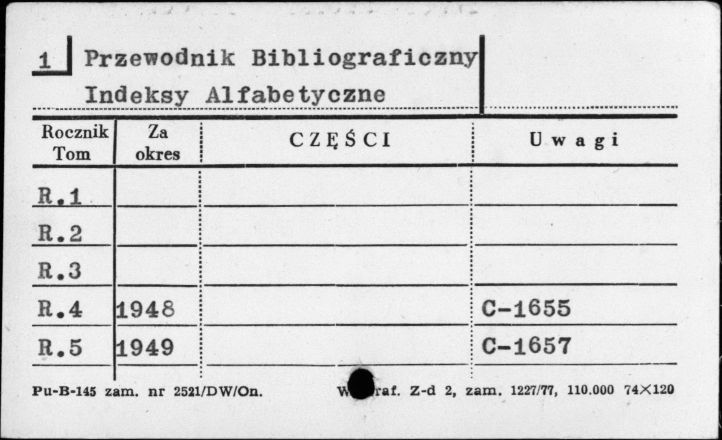 1 Przewodnik Bibliograficzny
Indeksy Alfabetyczne
Rocznik Tom Za okres CZĘŚCI Uwagi
R.1
R.2
R.3
R.4 1948 C-1655
R.5 1949 C-1657
Pu-B-145 zam. nr 2521/DW/On. Z-d 2, zam. 1227/77, 110.000 74×120